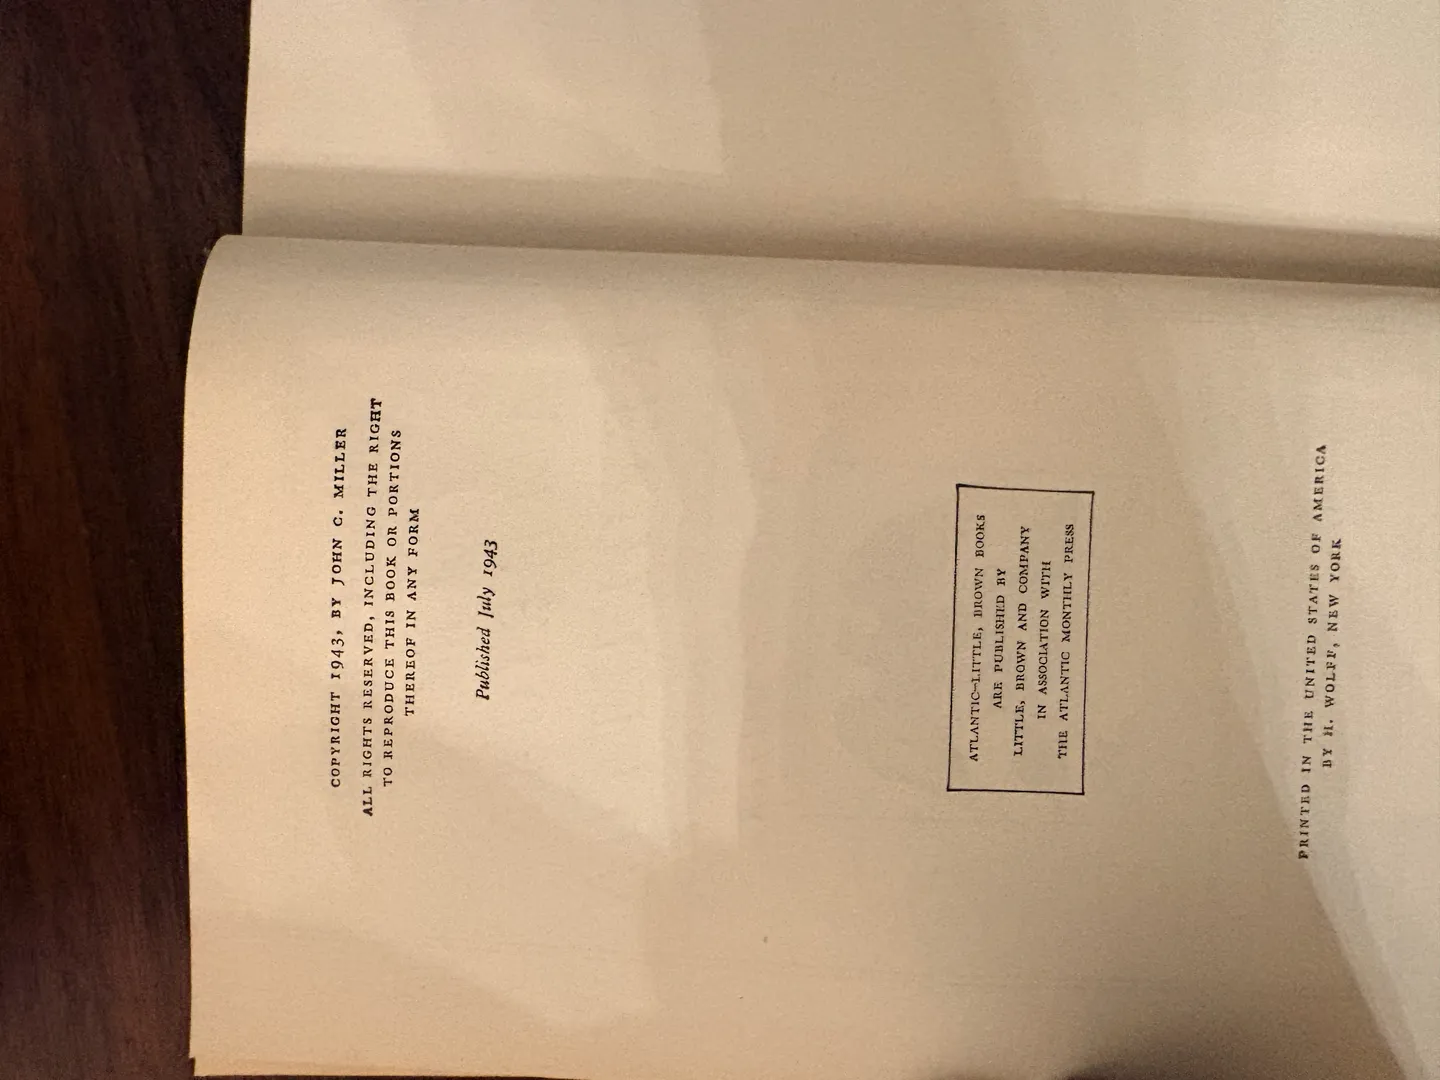 COPYRIGHT 1943, BY JOHN C. MILLER
ALL RIGHTS RESERVED, INCLUDING THE RIGHT
TO REPRODUCE THIS BOOK OR PORTIONS
THEREOF IN ANY FORM
Published July 1943
ATLANTIC—LITTLE, BROWN BOOKS
ARE PUBLISHED BY
LITTLE, BROWN AND COMPANY
IN ASSOCIATION WITH
THE ATLANTIC MONTHLY PRESS
PRINTED IN THE UNITED STATES OF AMERICA
BY H. WOLFF, NEW YORK